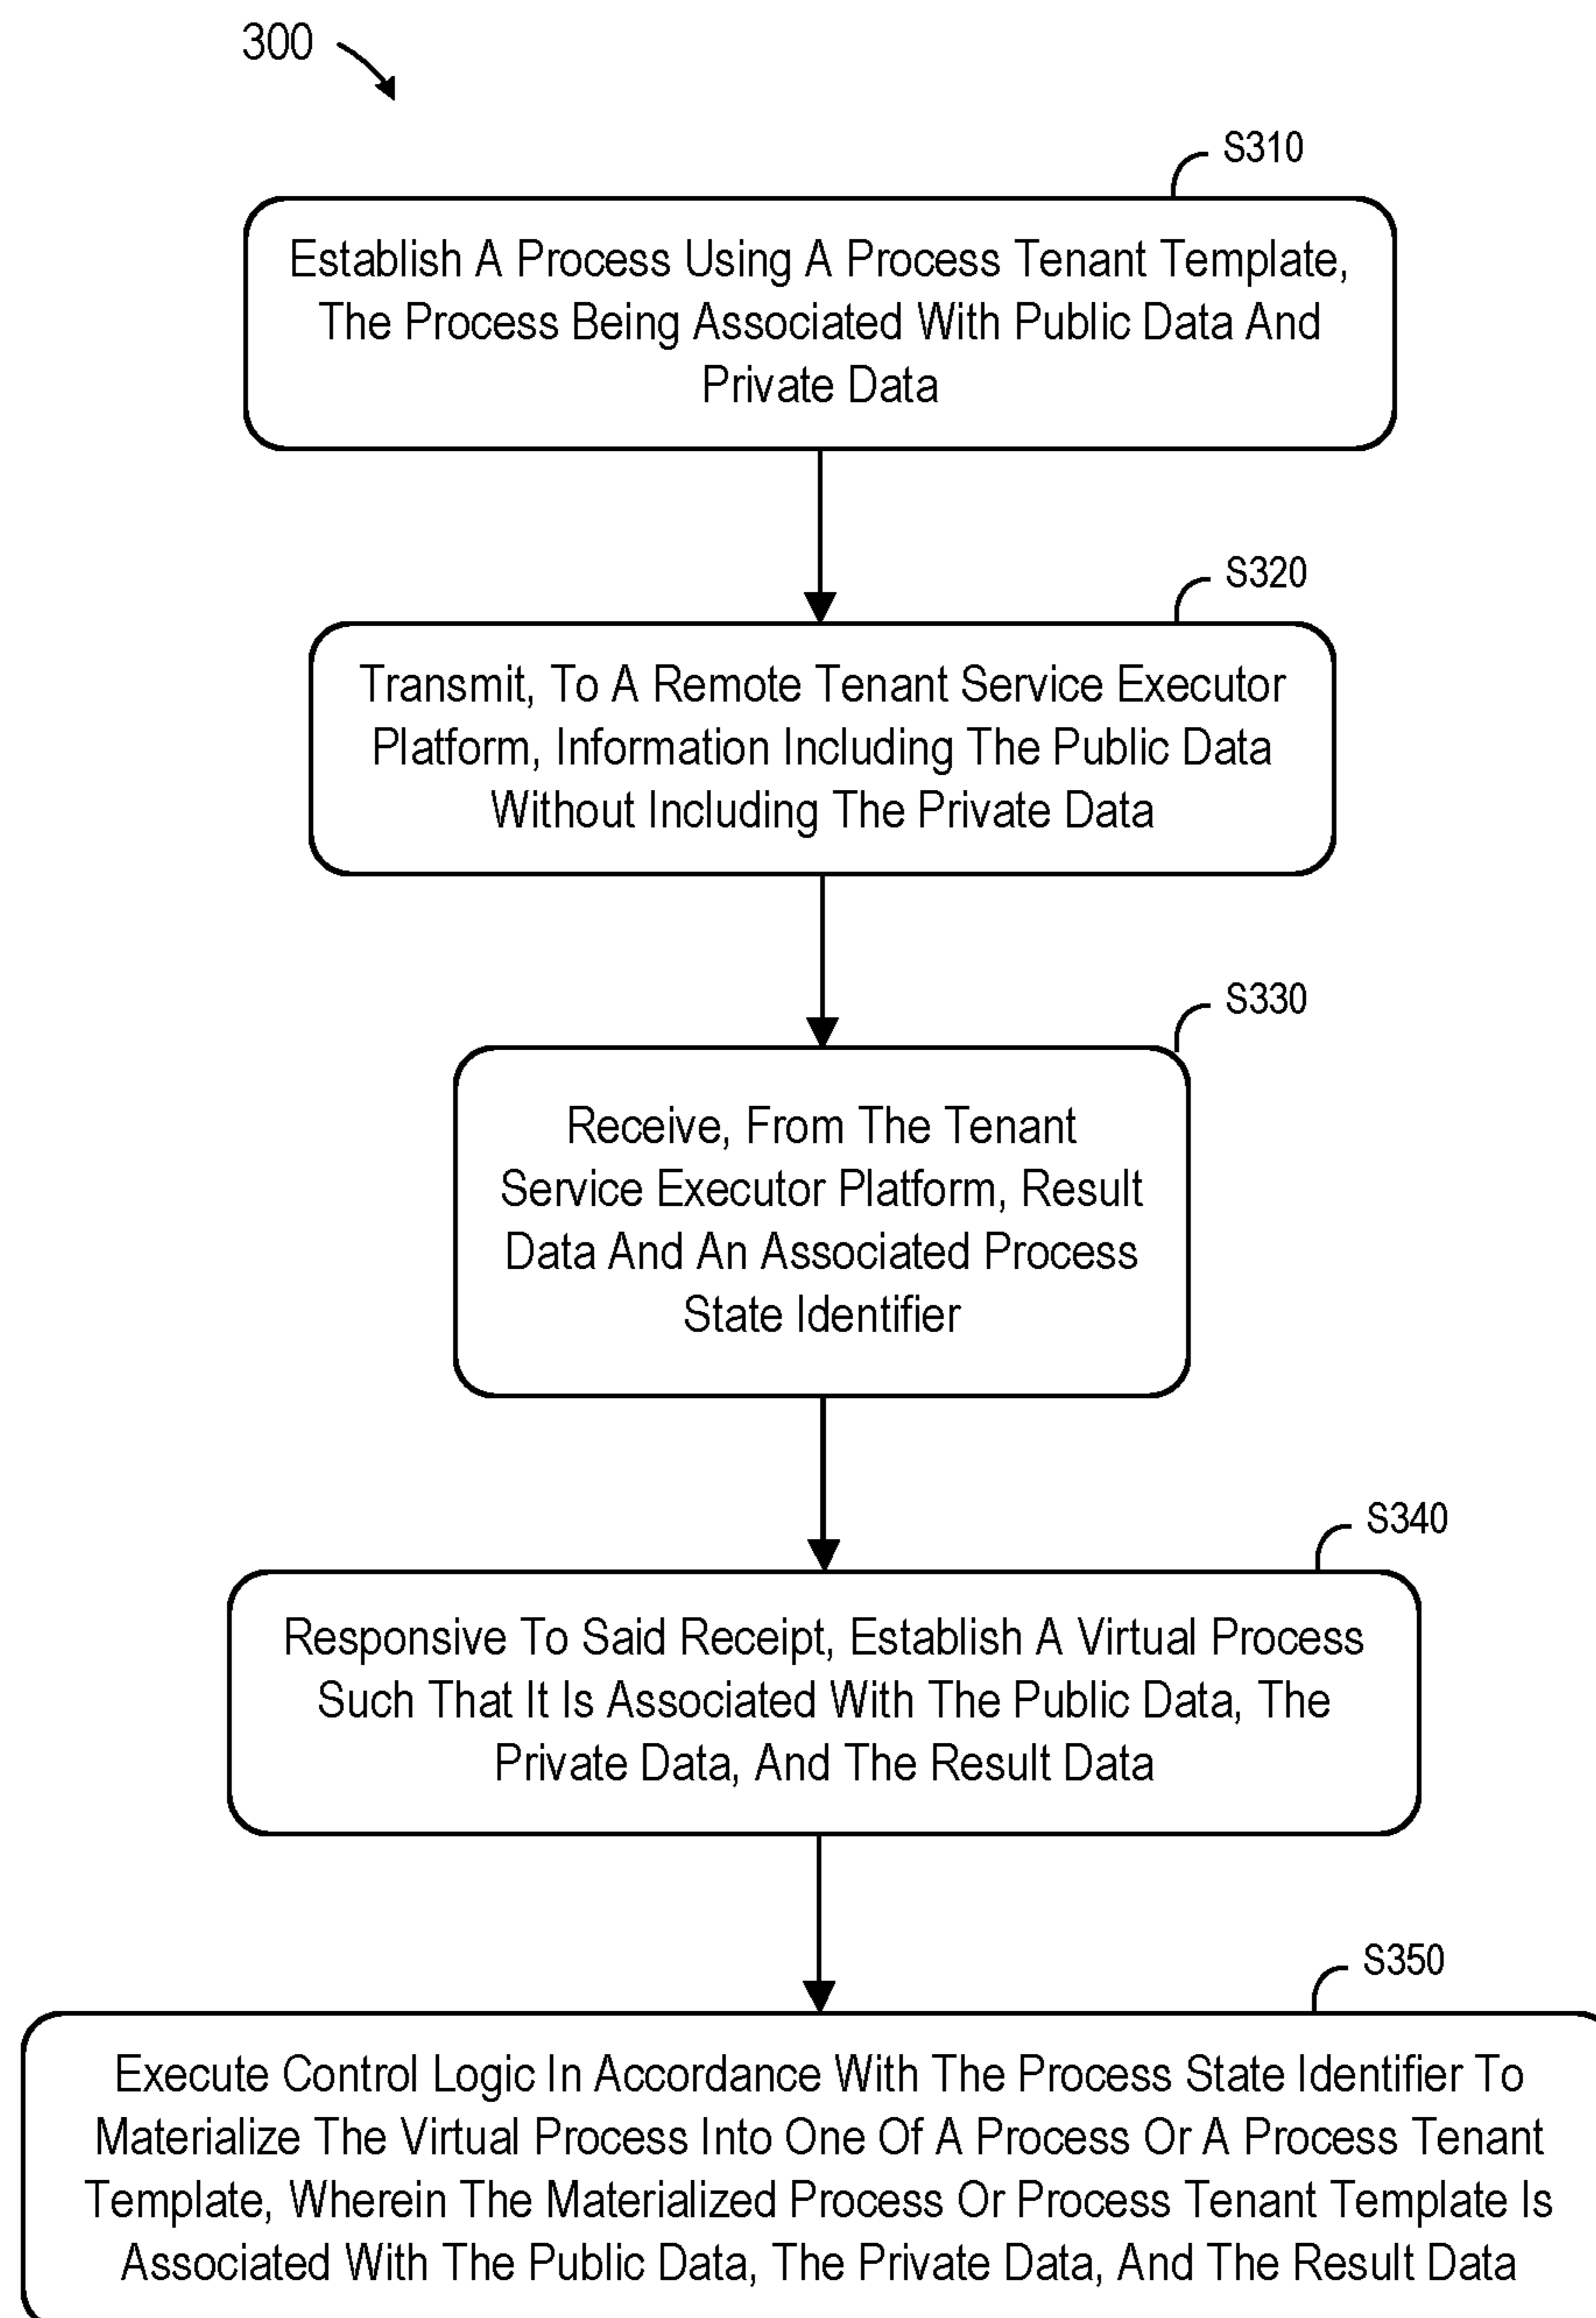 300
S310
Establish A Process Using A Process Tenant Template,
The Process Being Associated With Public Data And
Private Data
S320
Transmit, To A Remote Tenant Service Executor
Platform, Information Including The Public Data
Without Including The Private Data
S330
Receive, From The Tenant
Service Executor Platform, Result
Data And An Associated Process
State Identifier
S340
Responsive To Said Receipt, Establish A Virtual Process
Such That It Is Associated With The Public Data, The
Private Data, And The Result Data
S350
Execute Control Logic In Accordance With The Process State Identifier To
Materialize The Virtual Process Into One Of A Process Or A Process Tenant
Template, Wherein The Materialized Process Or Process Tenant Template Is
Associated With The Public Data, The Private Data, And The Result Data